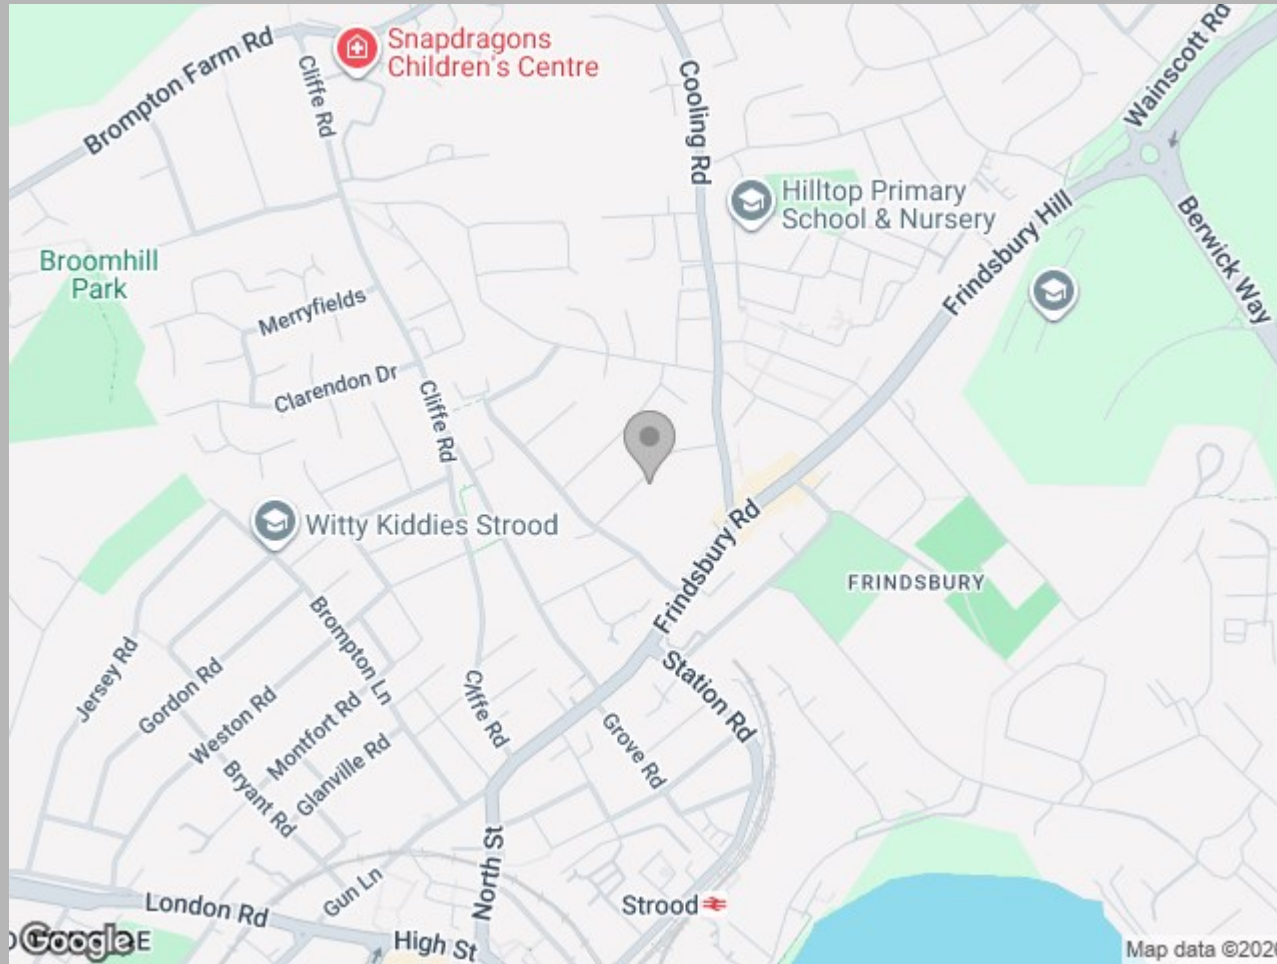 Snapdragons
Children's Centre
Brompton Farm Rd
Cliffe Rd
Cooling Rd
Wainscott Rd
Hilltop Primary
School & Nursery
Frindsbury Hill
Berwick Way
Broomhill
Park
Merryfields
Clarendon Dr
Cliffe Rd
Witty Kiddies Strood
Frindsbury Rd
FRINDSBURY
Brompton Ln
Jersey Rd
Gordon Rd
Weston Rd
Montfort Rd
Glanville Rd
Bryant Rd
Cliffe Rd
Station Rd
Grove Rd
North St
Gun Ln
London Rd
High St
Strood
Google
Map data ©2026